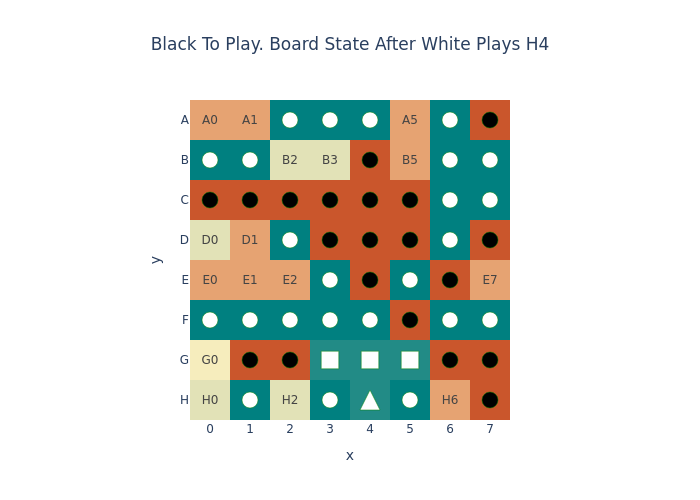 Black To Play. Board State After White Plays H4
A A0 A1 A5
B B2 B3 B5
C
D D0 D1
E E0 E1 E2 E7
F
G G0
H H0 H2 H6
0 1 2 3 4 5 6 7
x
y